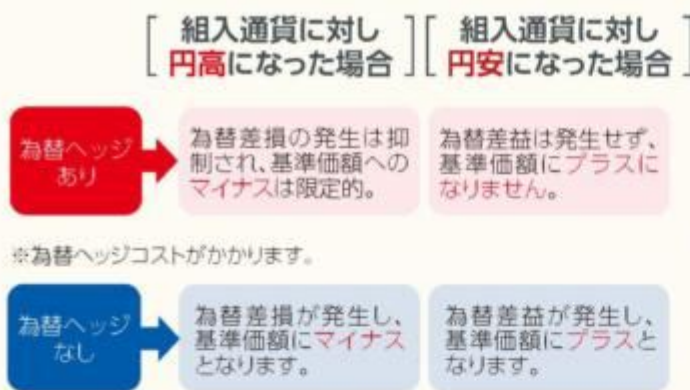 組入通貨に対し
円高になった場合
組入通貨に対し
円安になった場合
為替ヘッジ
あり
為替差損の発生は抑
制され、基準価額への
マイナスは限定的。
為替差益は発生せず、
基準価額にプラスに
なりません。
※為替ヘッジコストがかかります。
為替ヘッジ
なし
為替差損が発生し、
基準価額にマイナス
となります。
為替差益が発生し、
基準価額にプラスと
なります。